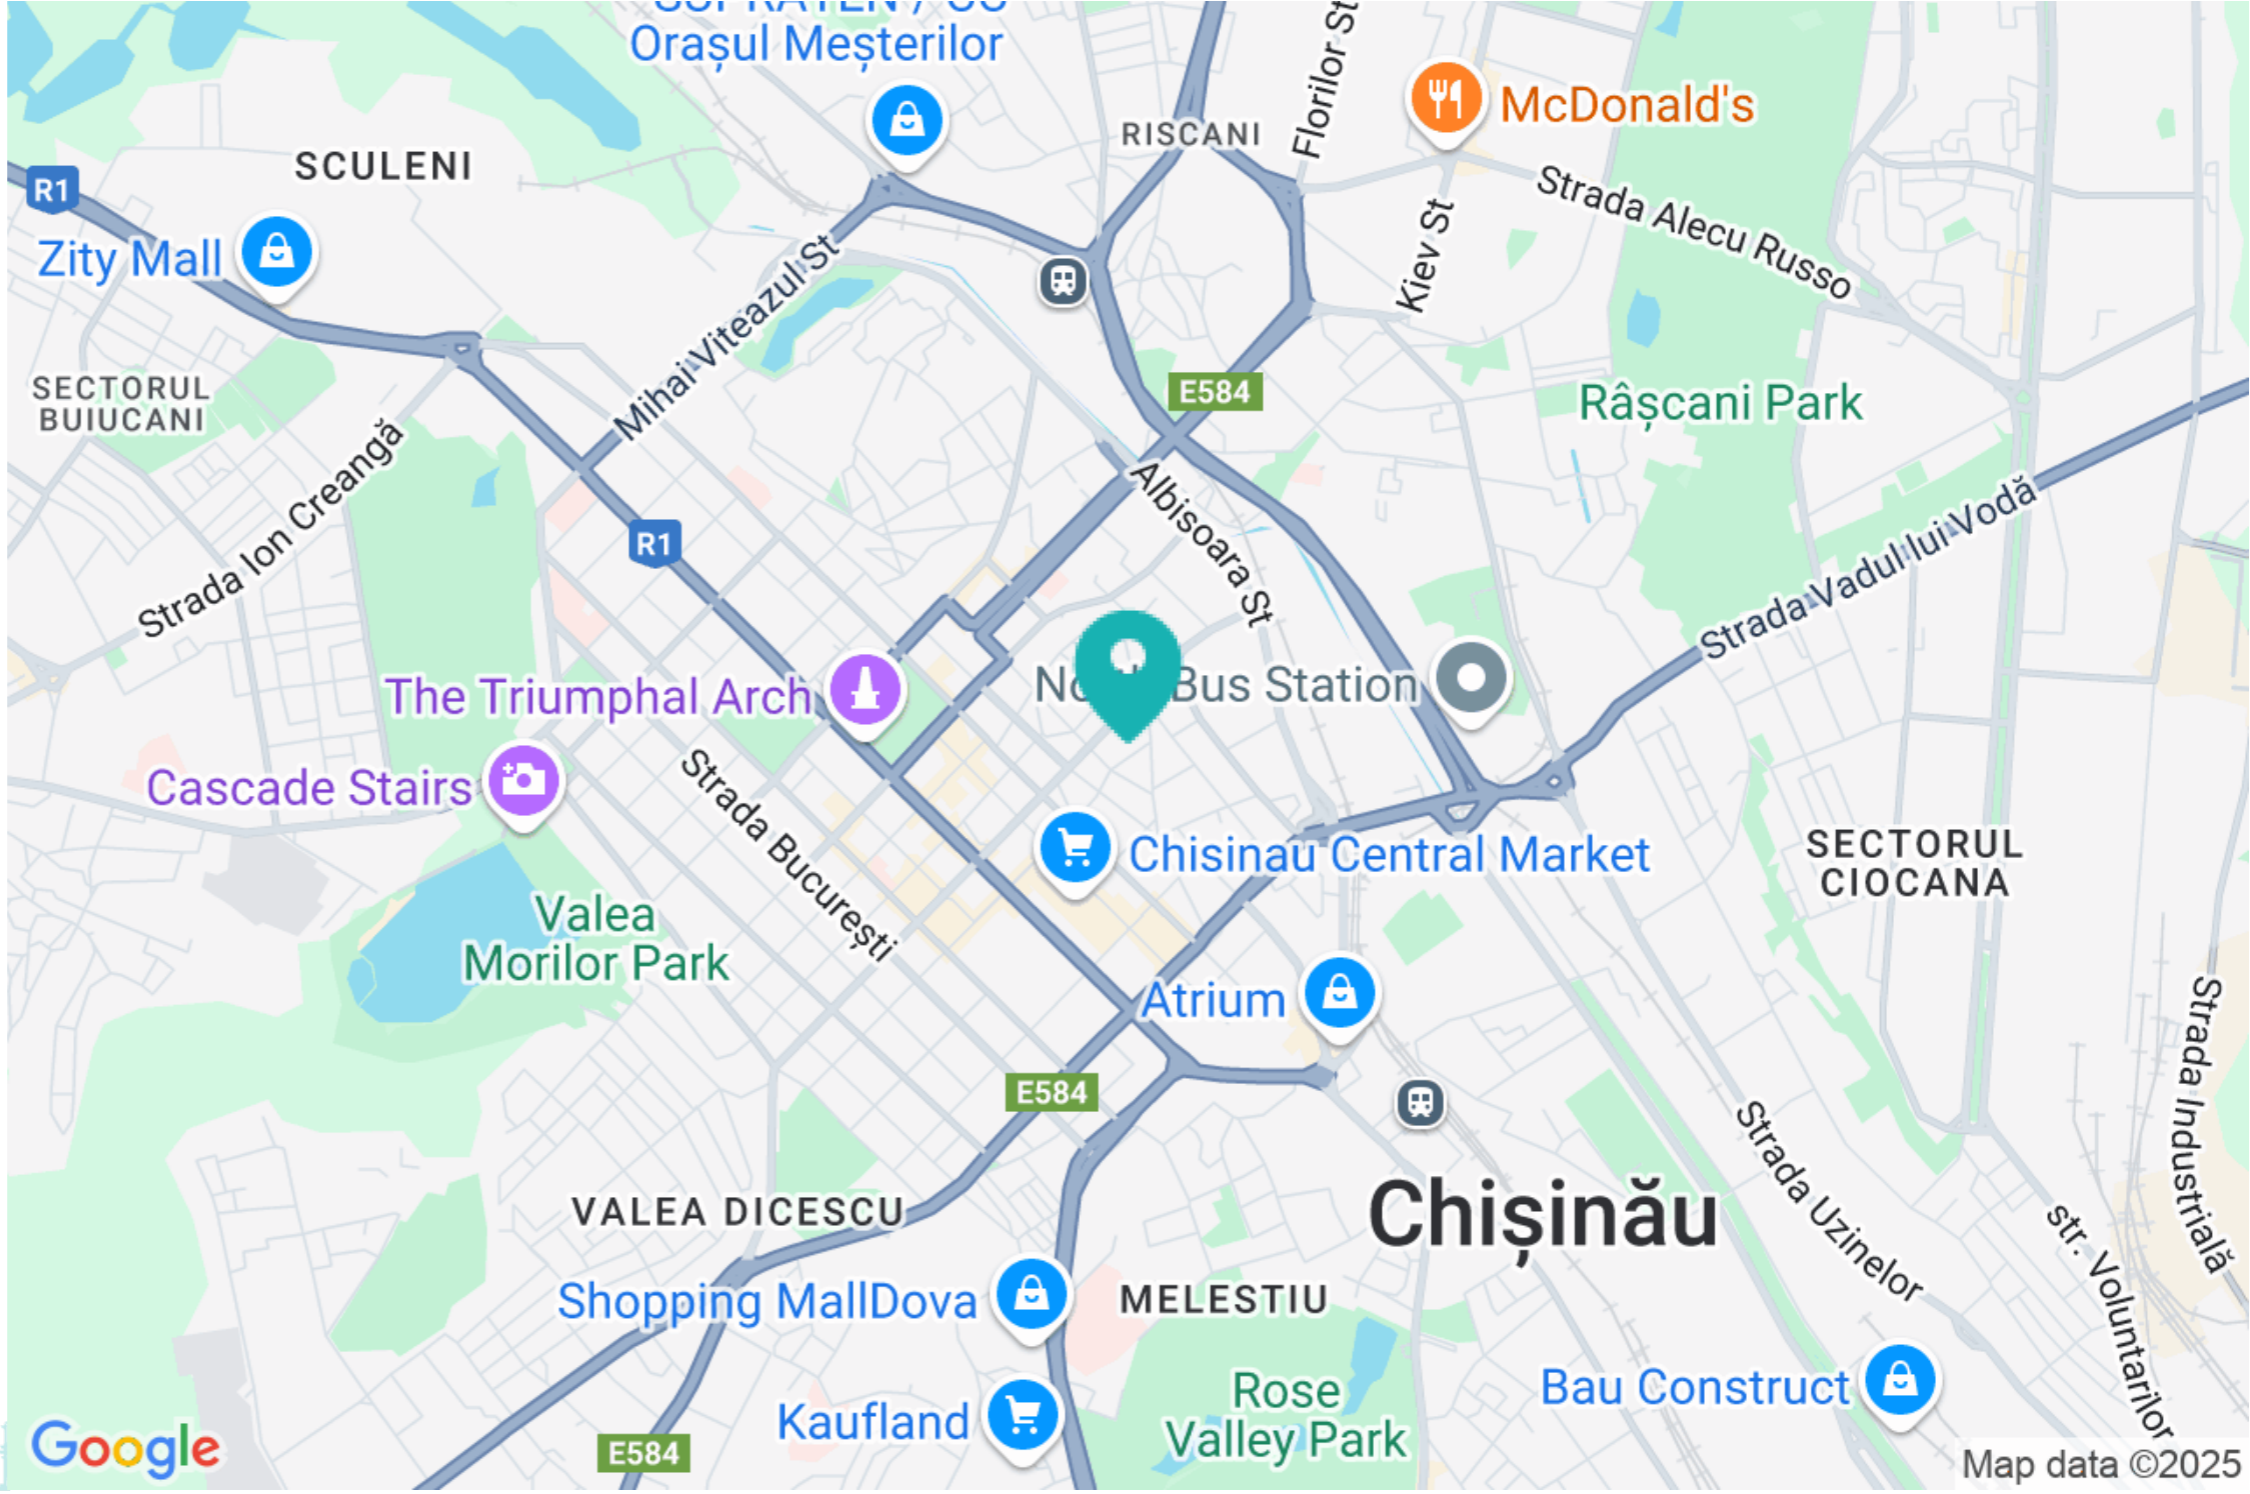 Orașul Meșterilor
RISCANI
Florilor St
McDonald's
SCULENI
R1
Strada Alecu Russo
Zity Mall
Kiev St
Mihai Viteazul St
SECTORUL
BUIUCANI
E584
Râșcani Park
Strada Ion Creangă
Albisoara St
Strada Vadul lui Vodă
R1
The Triumphal Arch
Bus Station
Cascade Stairs
Strada București
Chisinau Central Market
SECTORUL
CIOCANA
Valea
Morilor Park
Atrium
Strada Industrială
E584
Strada Uzinelor
VALEA DICESCU
Chișinău
str. Voluntarilor
Shopping MallDova
MELESTIU
Rose
Valley Park
Bau Construct
Kaufland
E584
Google
Map data ©2025